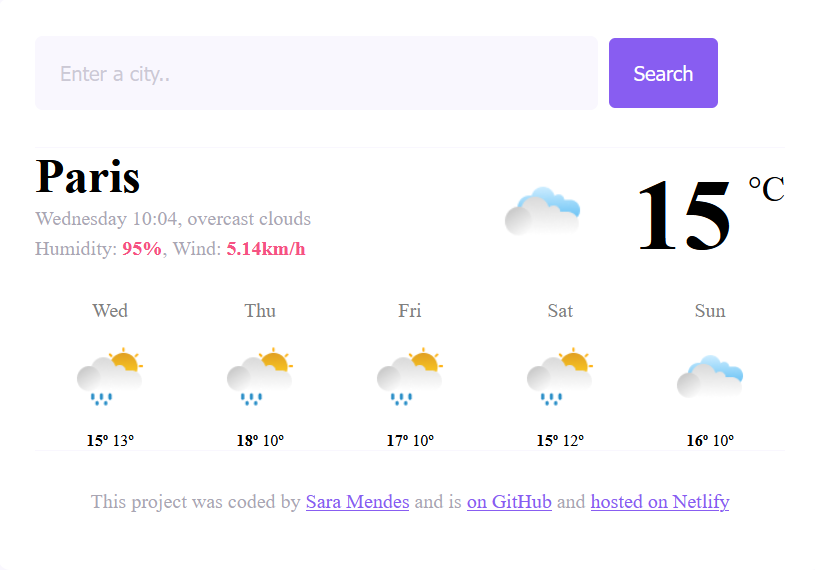 Enter a city..
Search
Paris
Wednesday 10:04, overcast clouds
Humidity: 95%, Wind: 5.14km/h
15 °C
Wed Thu Fri Sat Sun
15º 13º 18º 10º 17º 10º 15º 12º 16º 10º
This project was coded by Sara Mendes and is on GitHub and hosted on Netlify